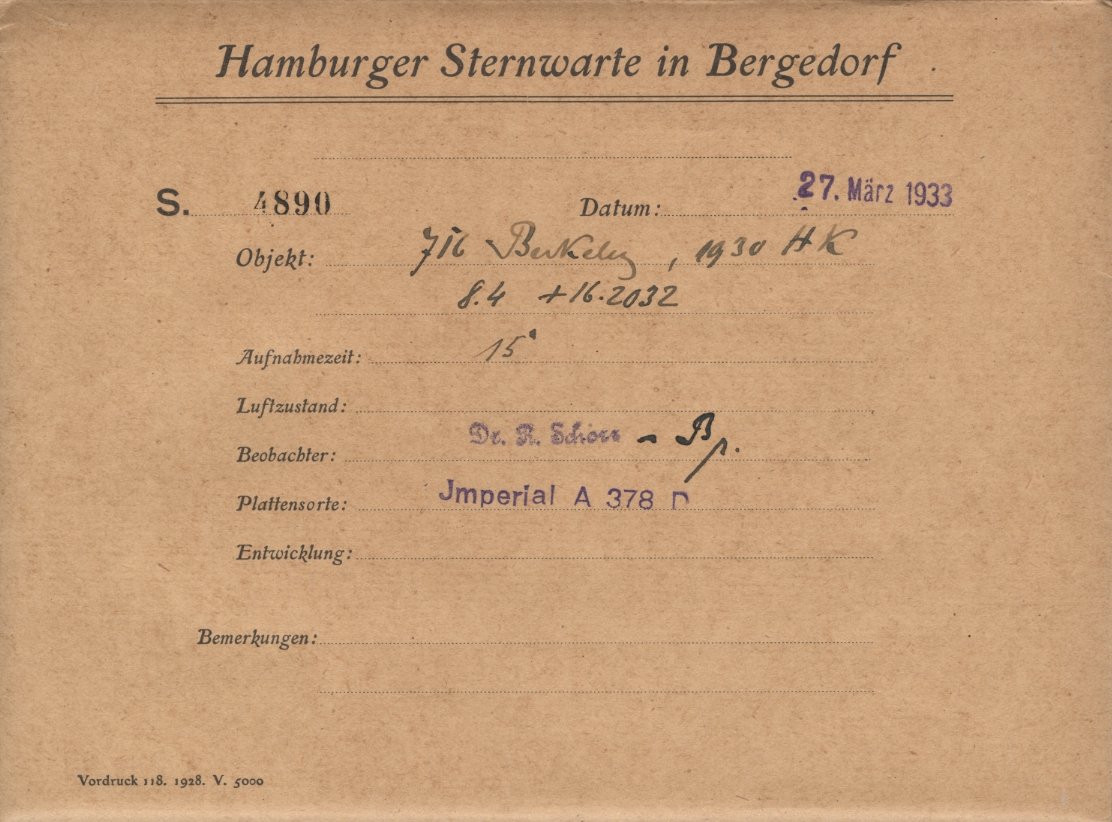 Hamburger Sternwarte in Bergedorf
S. 4890 Datum: 27. März 1933
Objekt: 716 Berkeley, 1930 HK
8.4 +16.2032
Aufnahmezeit: 15
Luftzustand:
Beobachter: Dr. R. Schorr - Bp.
Plattensorte: Jmperial A 378 D
Entwicklung:
Bemerkungen:
Vordruck 118. 1928. V. 5000